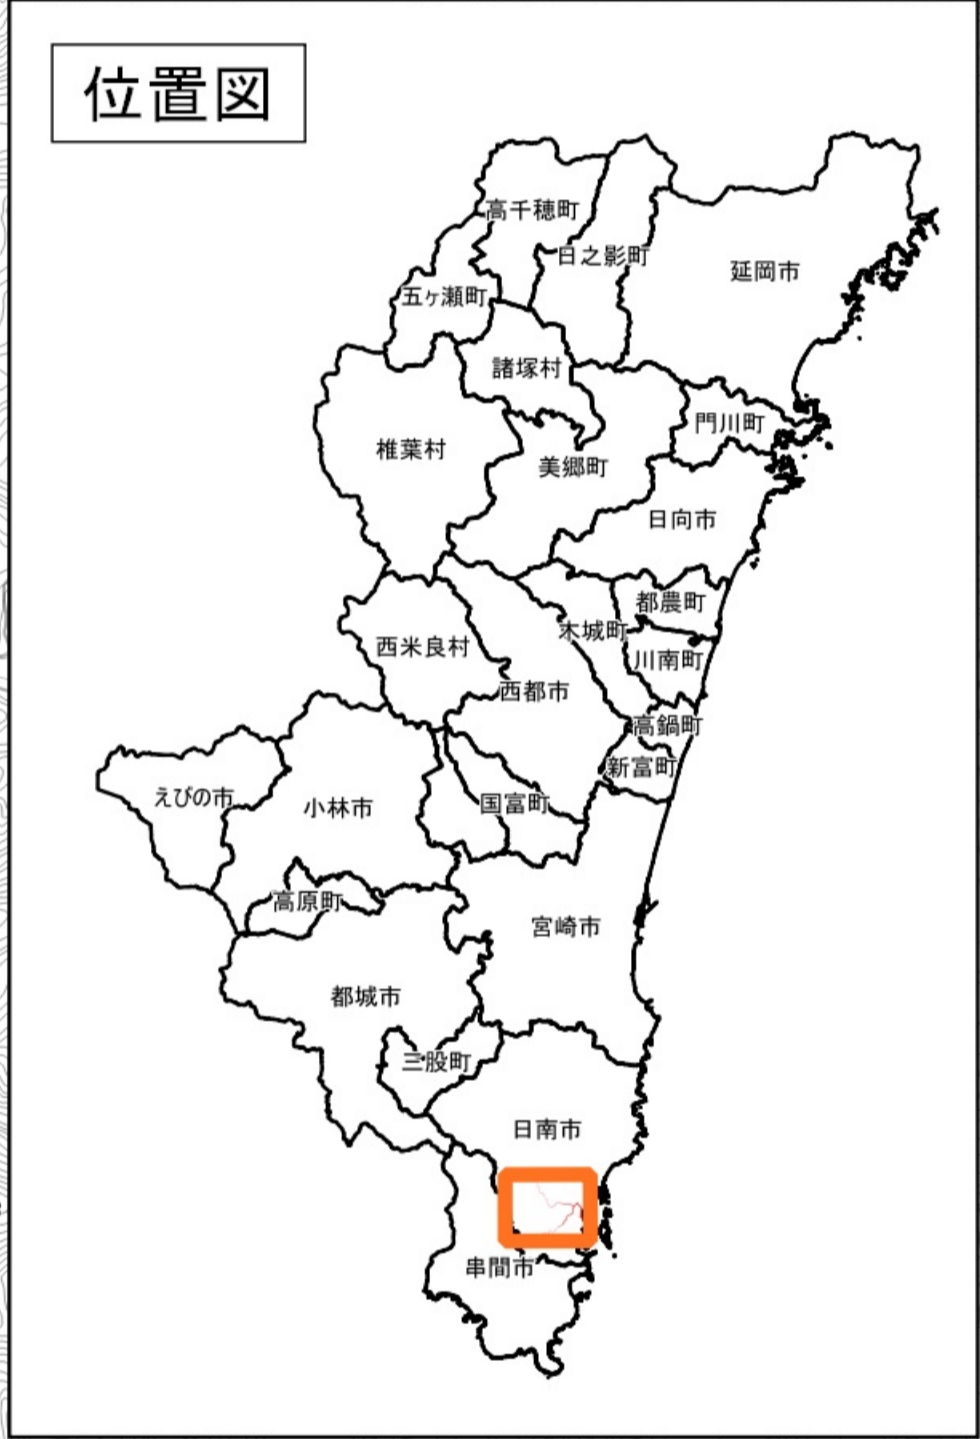 位置図
高千穂町
日之影町
延岡市
五ヶ瀬町
諸塚村
門川町
椎葉村
美郷町
日向市
都農町
木城町
西米良村
川南町
西都市
高鍋町
新富町
えびの市
小林市
国富町
高原町
宮崎市
都城市
三股町
日南市
串間市